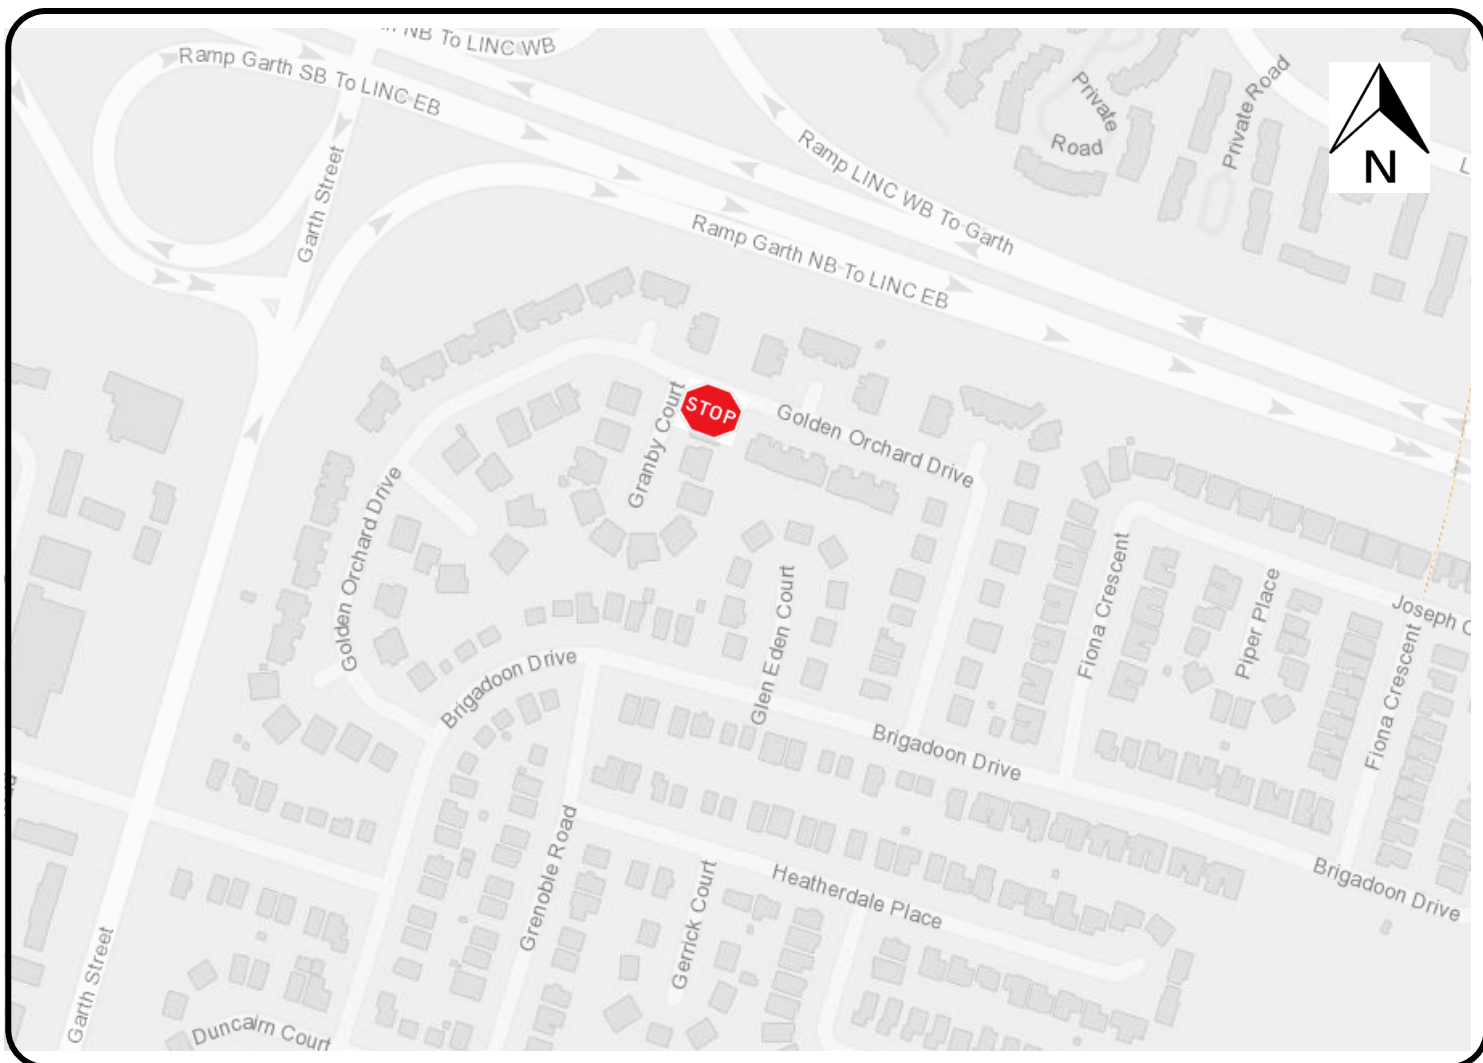 NB To LINC WB
Ramp Garth SB To LINC EB
Private Road
Private
Road
Garth Street
Ramp LINC WB To Garth
N
Ramp Garth NB To LINC EB
STOP
Granby Court
Golden Orchard Drive
Golden Orchard Drive
Glen Eden Court
Fiona Crescent
Piper Place
Joseph C
Fiona Crescent
Brigadoon Drive
Brigadoon Drive
Brigadoon Drive
Grenoble Road
Gerrick Court
Heatherdale Place
Garth Street
Duncairn Court